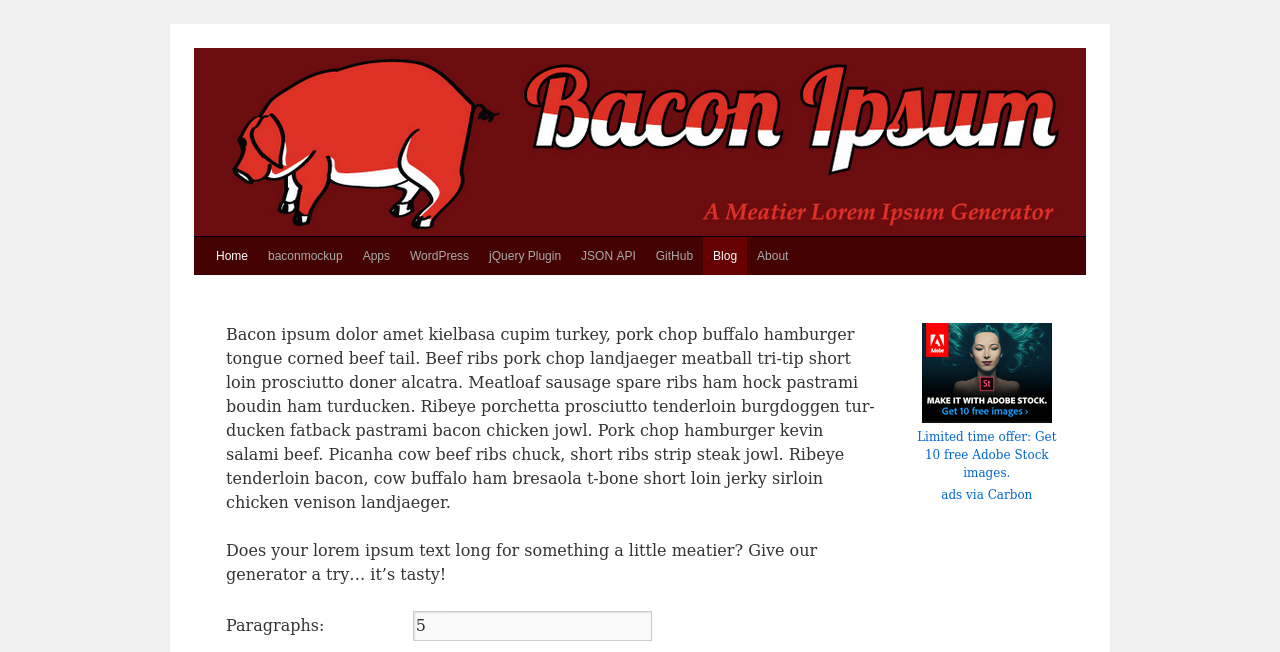 Bacon Ipsum
A Meatier Lorem Ipsum Generator
Home baconmockup Apps WordPress jQuery Plugin JSON API GitHub Blog About
Bacon ipsum dolor amet kielbasa cupim turkey, pork chop buffalo hamburger
tongue corned beef tail. Beef ribs pork chop landjaeger meatball tri-tip short
loin prosciutto doner alcatra. Meatloaf sausage spare ribs ham hock pastrami
boudin ham turducken. Ribeye porchetta prosciutto tenderloin burgdoggen tur-
ducken fatback pastrami bacon chicken jowl. Pork chop hamburger kevin
salami beef. Picanha cow beef ribs chuck, short ribs strip steak jowl. Ribeye
tenderloin bacon, cow buffalo ham bresaola t-bone short loin jerky sirloin
chicken venison landjaeger.
Does your lorem ipsum text long for something a little meatier? Give our
generator a try… it’s tasty!
Paragraphs: 5
Adobe
St
MAKE IT WITH ADOBE STOCK.
Get 10 free images ›
Limited time offer: Get
10 free Adobe Stock
images.
ads via Carbon